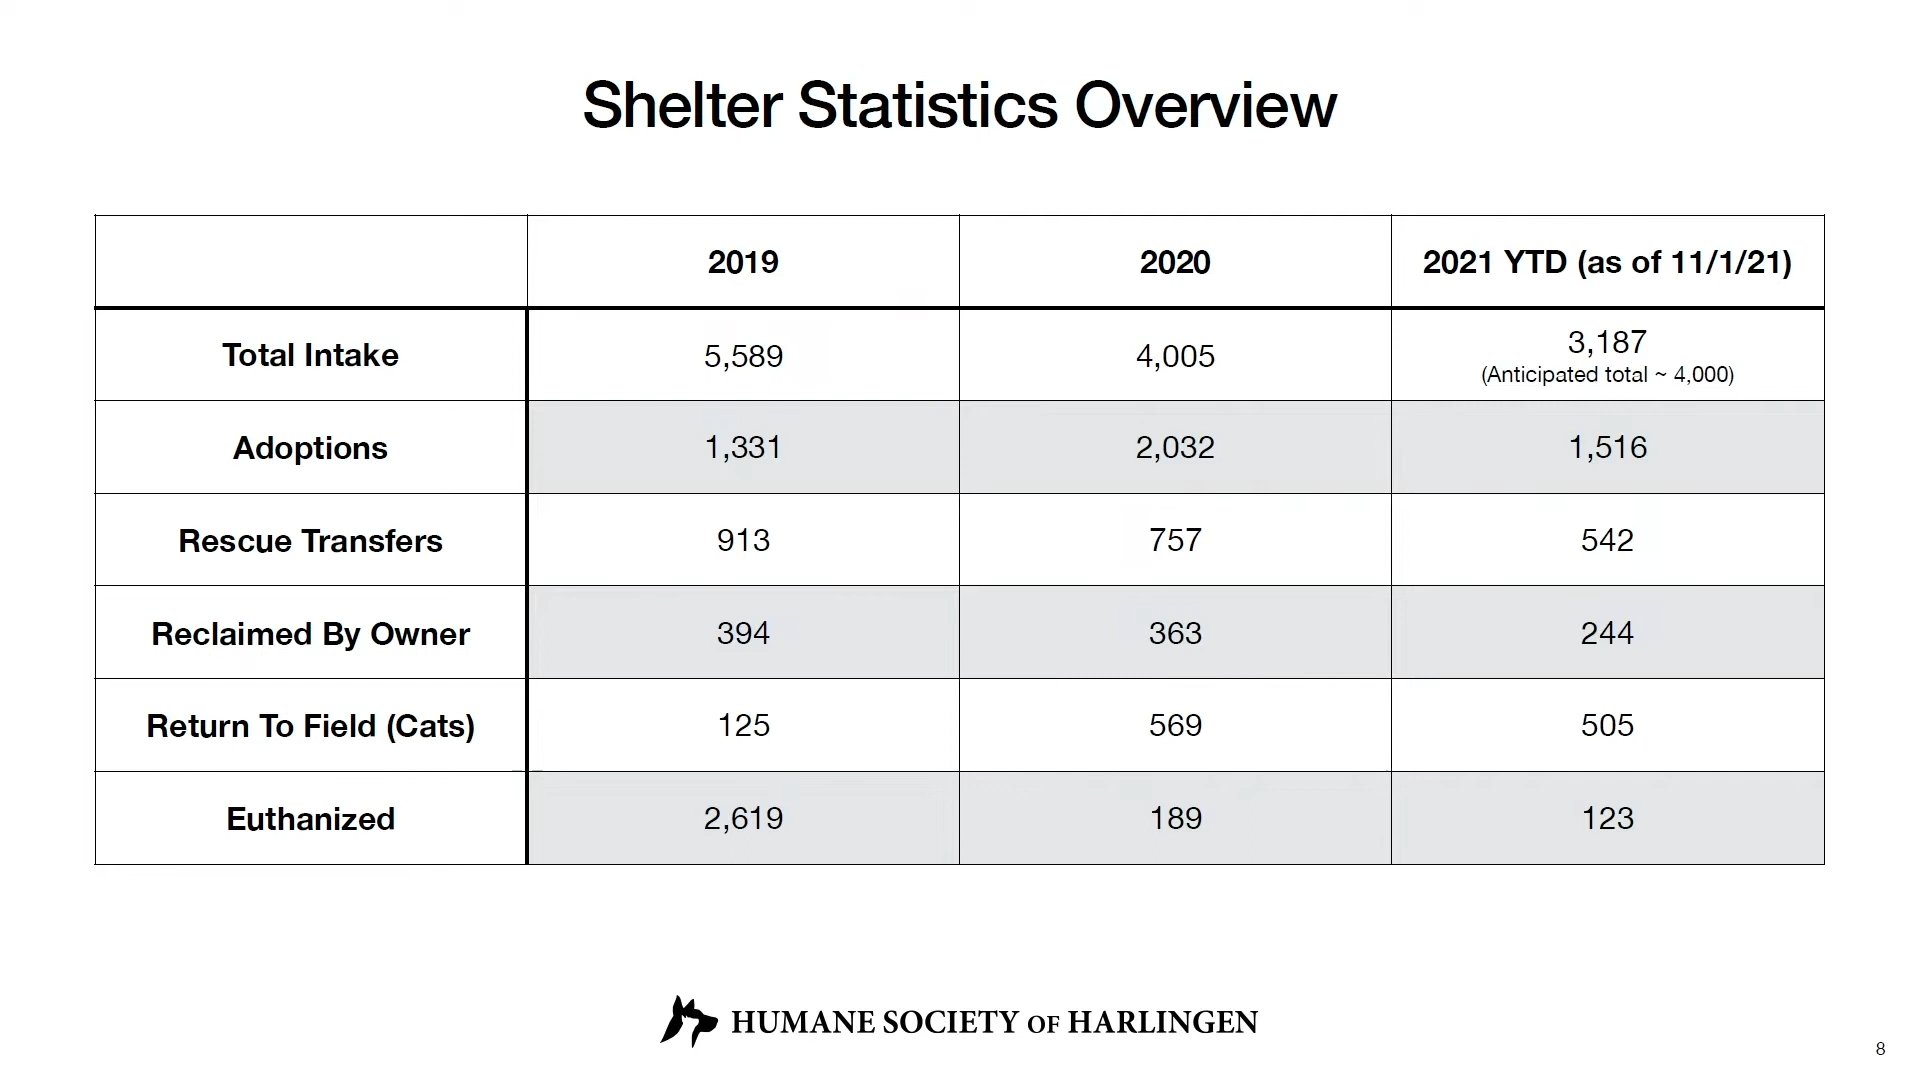 Shelter Statistics Overview
2019 2020 2021 YTD (as of 11/1/21)
Total Intake 5,589 4,005 3,187
(Anticipated total ~ 4,000)
Adoptions 1,331 2,032 1,516
Rescue Transfers 913 757 542
Reclaimed By Owner 394 363 244
Return To Field (Cats) 125 569 505
Euthanized 2,619 189 123
HUMANE SOCIETY OF HARLINGEN
8